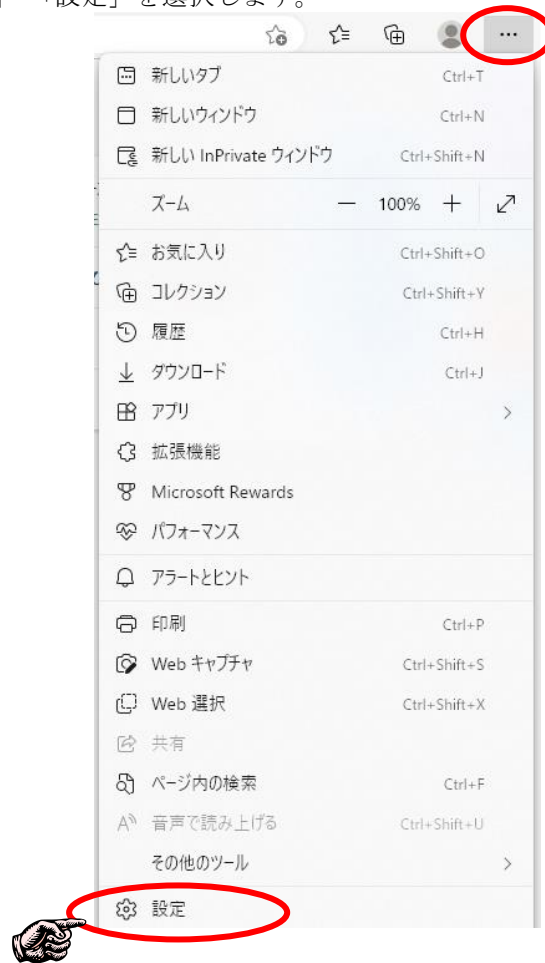 「設定」を選択します。
新しいタブ Ctrl+T
新しいウィンドウ Ctrl+N
新しい InPrivate ウィンドウ Ctrl+Shift+N
ズーム — 100% +
お気に入り Ctrl+Shift+O
コレクション Ctrl+Shift+Y
履歴 Ctrl+H
ダウンロード Ctrl+J
アプリ
拡張機能
Microsoft Rewards
パフォーマンス
アラートとヒント
印刷 Ctrl+P
Web キャプチャ Ctrl+Shift+S
Web 選択 Ctrl+Shift+X
共有
ページ内の検索 Ctrl+F
音声で読み上げる Ctrl+Shift+U
その他のツール
設定